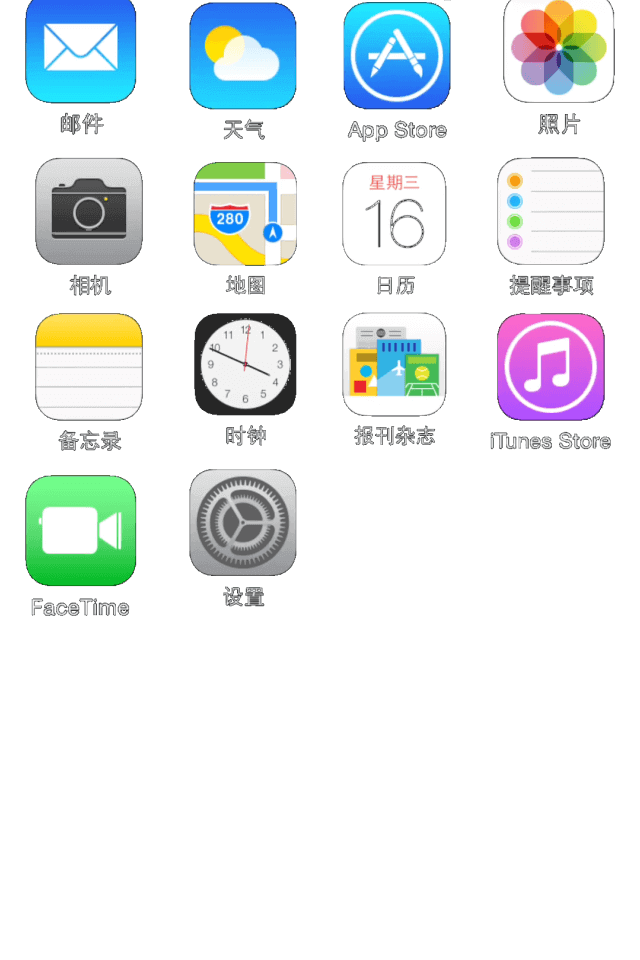 邮件
天气
App Store
照片
280
星期三
16
相机
地图
日历
提醒事项
12
11
1
10
2
9
3
8
4
7
5
6
备忘录
时钟
报刊杂志
iTunes Store
FaceTime
设置